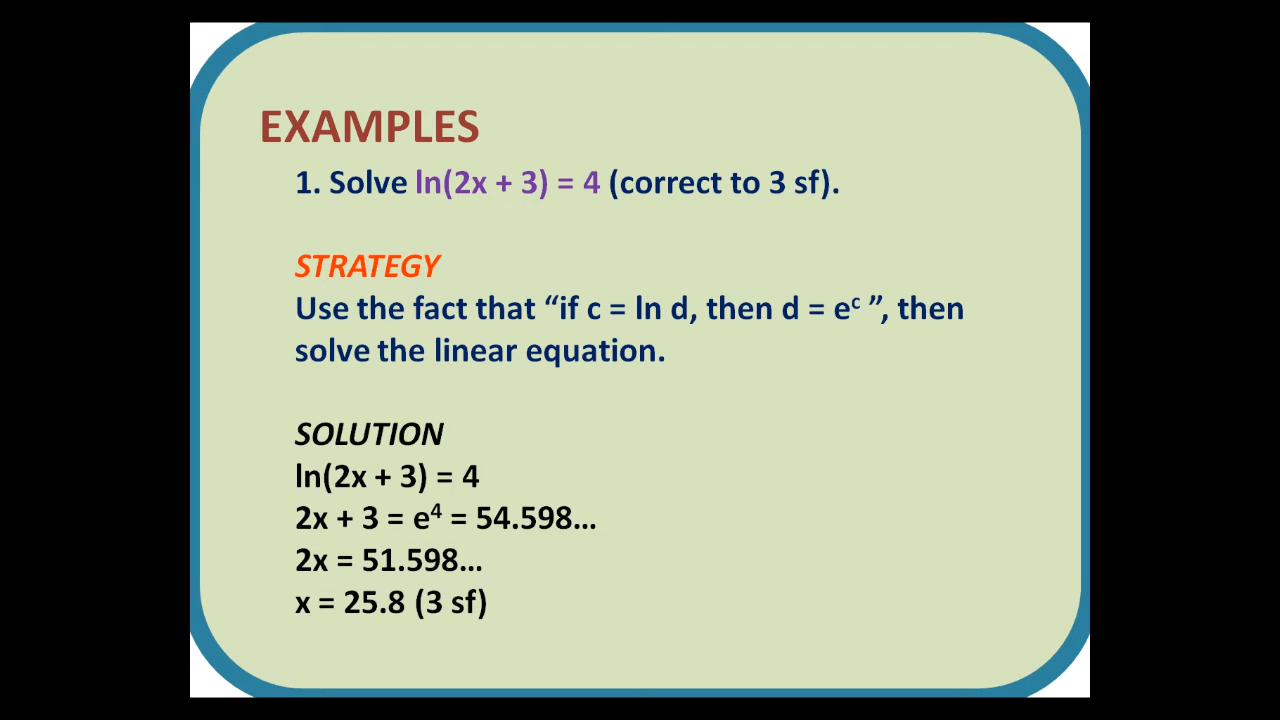 EXAMPLES
1. Solve ln(2x + 3) = 4 (correct to 3 sf).
STRATEGY
Use the fact that “if c = ln d, then d = eᶜ ”, then
solve the linear equation.
SOLUTION
ln(2x + 3) = 4
2x + 3 = e⁴ = 54.598…
2x = 51.598…
x = 25.8 (3 sf)